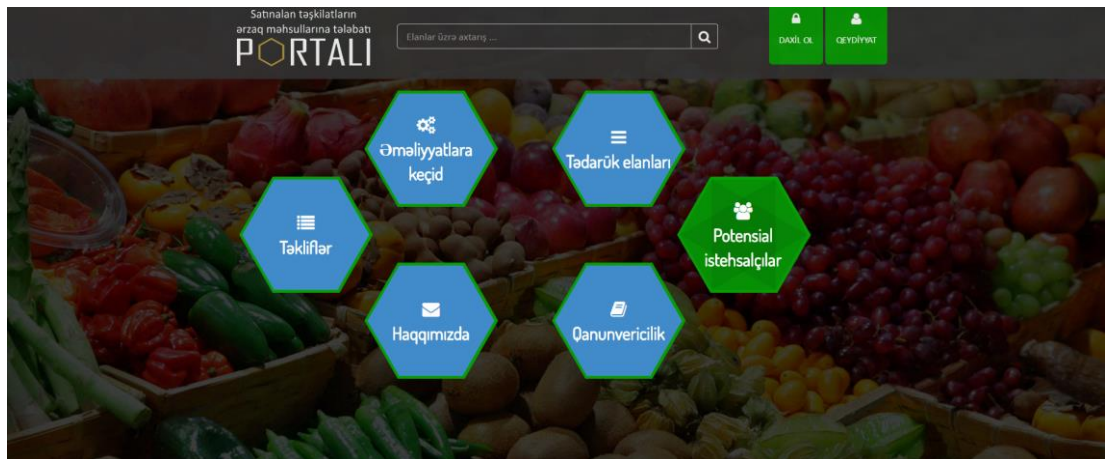 Satınalan təşkilatların
ərzaq məhsullarına tələbatı
PORTALI
Elanlar üzrə axtarış ...
DAXİL OL
QEYDİYYAT
Əməliyyatlara
keçid
Tədarük elanları
Təkliflər
Potensial
istehsalçılar
Haqqımızda
Qanunvericilik